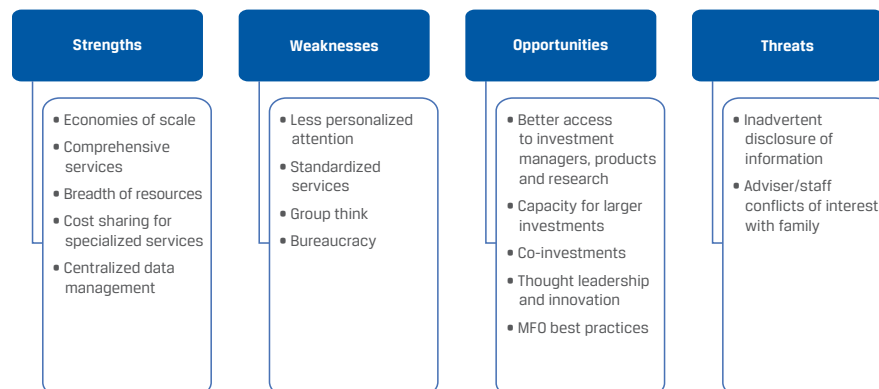 Strengths
Economies of scale
Comprehensive
services
Breadth of resources
Cost sharing for
specialized services
Centralized data
management
Weaknesses
Less personalized
attention
Standardized
services
Group think
Bureaucracy
Opportunities
Better access
to investment
managers, products
and research
Capacity for larger
investments
Co-investments
Thought leadership
and innovation
MFO best practices
Threats
Inadvertent
disclosure of
information
Adviser/staff
conflicts of interest
with family